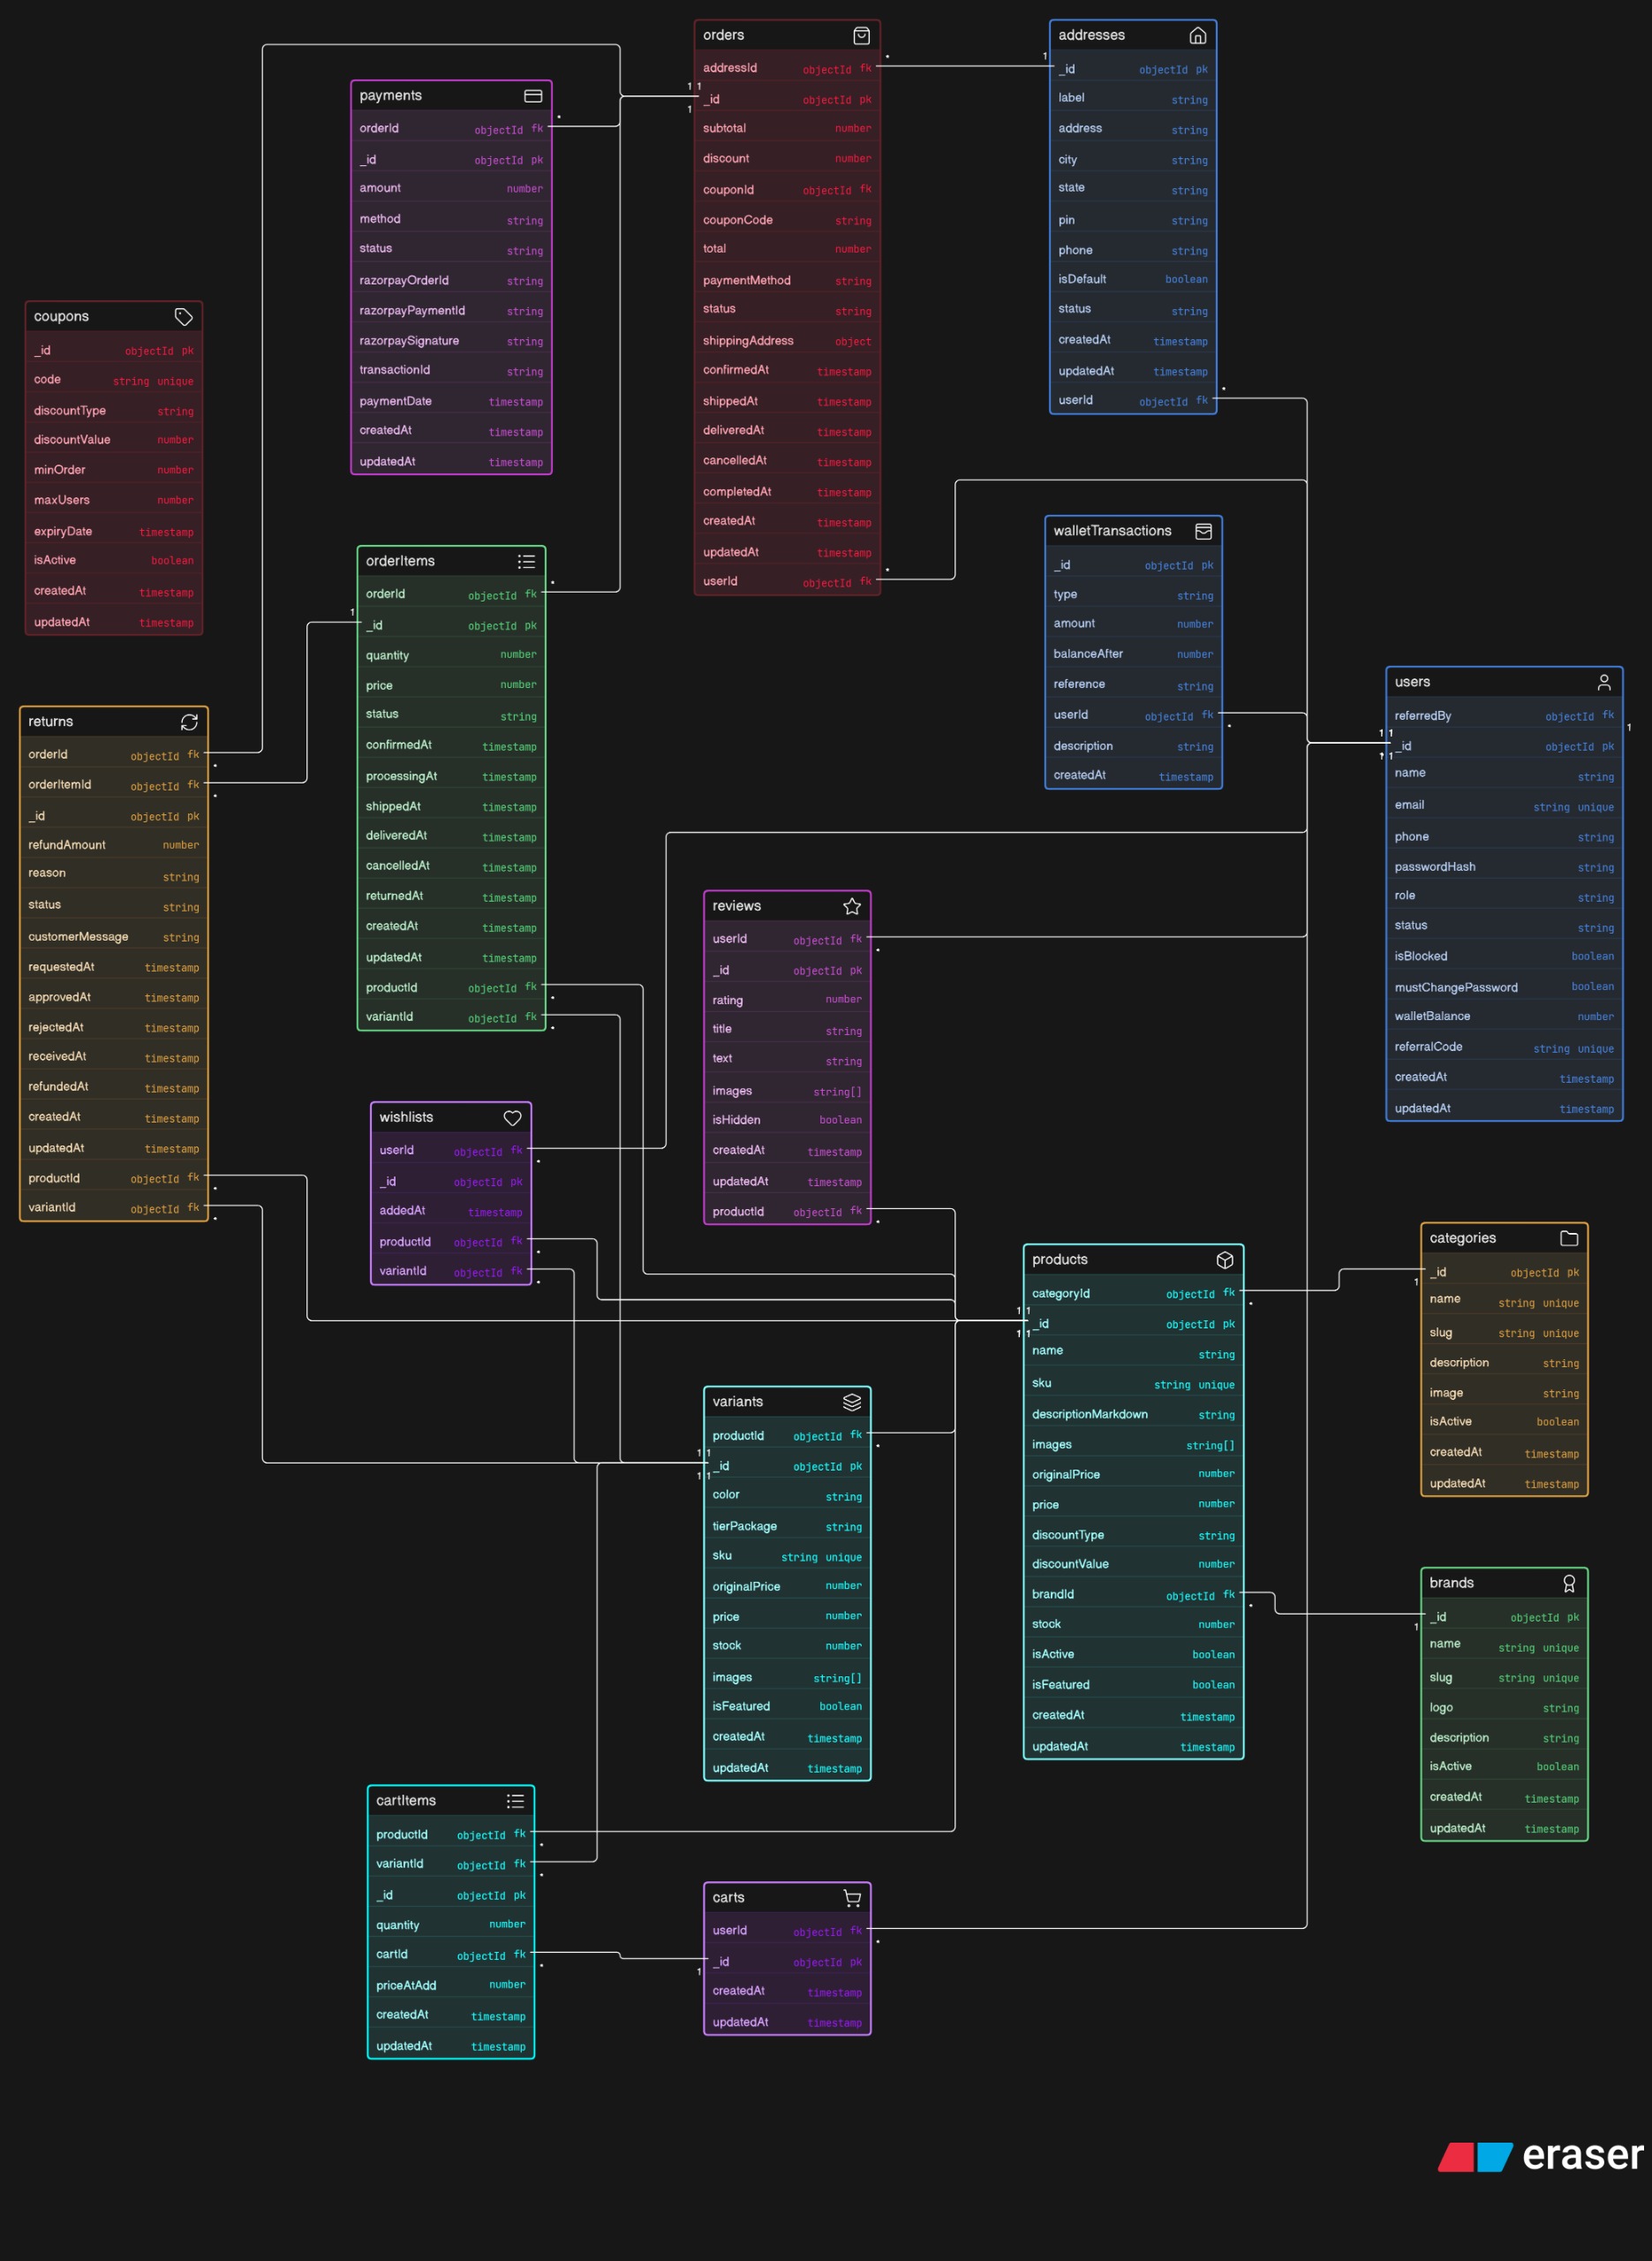 orders
addressId objectId fk
_id objectId pk
subtotal number
discount number
couponId objectId fk
couponCode string
total number
paymentMethod string
status string
shippingAddress object
confirmedAt timestamp
shippedAt timestamp
deliveredAt timestamp
cancelledAt timestamp
completedAt timestamp
createdAt timestamp
updatedAt timestamp
userId objectId fk
addresses
_id objectId pk
label string
address string
city string
state string
pin string
phone string
isDefault boolean
status string
createdAt timestamp
updatedAt timestamp
userId objectId fk
payments
orderId objectId fk
_id objectId pk
amount number
method string
status string
razorpayOrderId string
razorpayPaymentId string
razorpaySignature string
transactionId string
paymentDate timestamp
createdAt timestamp
updatedAt timestamp
coupons
_id objectId pk
code string unique
discountType string
discountValue number
minOrder number
maxUsers number
expiryDate timestamp
isActive boolean
createdAt timestamp
updatedAt timestamp
walletTransactions
_id objectId pk
type string
amount number
balanceAfter number
reference string
userId objectId fk
description string
createdAt timestamp
orderItems
orderId objectId fk
_id objectId pk
quantity number
price number
status string
confirmedAt timestamp
processingAt timestamp
shippedAt timestamp
deliveredAt timestamp
cancelledAt timestamp
returnedAt timestamp
createdAt timestamp
updatedAt timestamp
productId objectId fk
variantId objectId fk
users
referredBy objectId fk
_id objectId pk
name string
email string unique
phone string
passwordHash string
role string
status string
isBlocked boolean
mustChangePassword boolean
walletBalance number
referralCode string unique
createdAt timestamp
updatedAt timestamp
returns
orderId objectId fk
orderItemId objectId fk
_id objectId pk
refundAmount number
reason string
status string
customerMessage string
requestedAt timestamp
approvedAt timestamp
rejectedAt timestamp
receivedAt timestamp
refundedAt timestamp
createdAt timestamp
updatedAt timestamp
productId objectId fk
variantId objectId fk
reviews
userId objectId fk
_id objectId pk
rating number
title string
text string
images string[]
isHidden boolean
createdAt timestamp
updatedAt timestamp
productId objectId fk
wishlists
userId objectId fk
_id objectId pk
addedAt timestamp
productId objectId fk
variantId objectId fk
products
categoryId objectId fk
_id objectId pk
name string
sku string unique
descriptionMarkdown string
images string[]
originalPrice number
price number
discountType string
discountValue number
brandId objectId fk
stock number
isActive boolean
isFeatured boolean
createdAt timestamp
updatedAt timestamp
categories
_id objectId pk
name string unique
slug string unique
description string
image string
isActive boolean
createdAt timestamp
updatedAt timestamp
variants
productId objectId fk
_id objectId pk
color string
tierPackage string
sku string unique
originalPrice number
price number
stock number
images string[]
isFeatured boolean
createdAt timestamp
updatedAt timestamp
brands
_id objectId pk
name string unique
slug string unique
logo string
description string
isActive boolean
createdAt timestamp
updatedAt timestamp
cartItems
productId objectId fk
variantId objectId fk
_id objectId pk
quantity number
cartId objectId fk
priceAtAdd number
createdAt timestamp
updatedAt timestamp
carts
userId objectId fk
_id objectId pk
createdAt timestamp
updatedAt timestamp
eraser